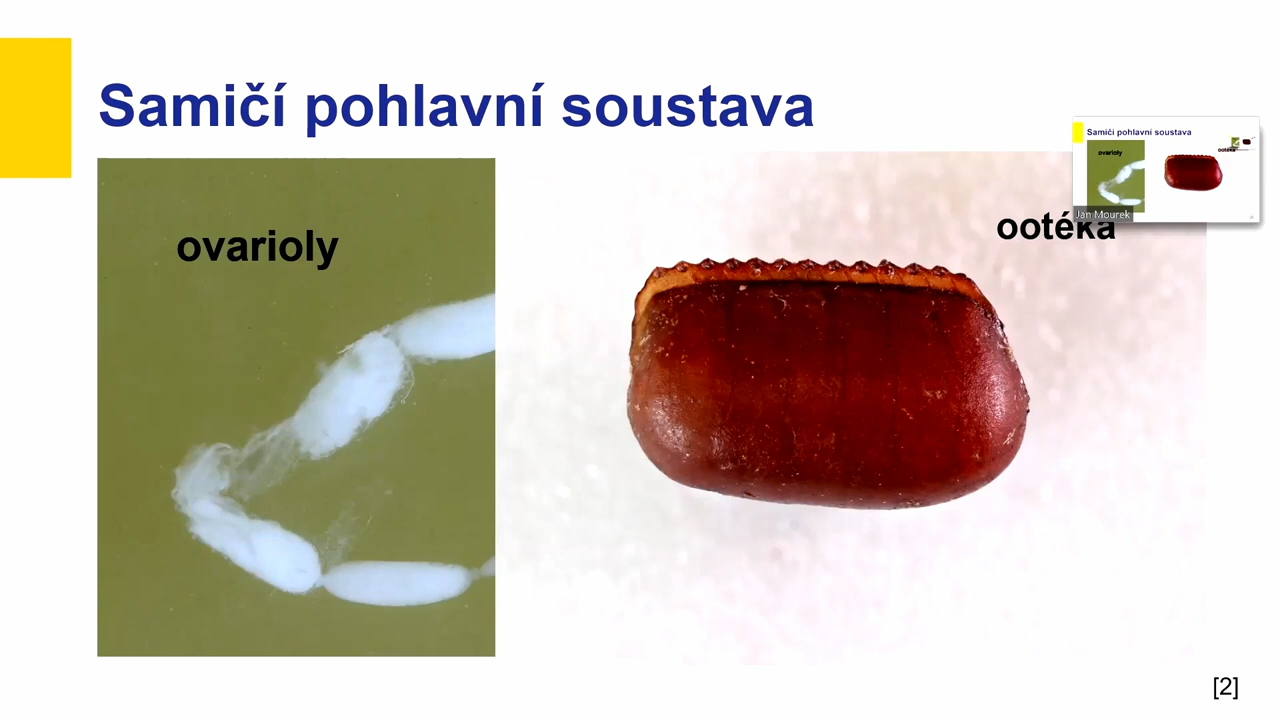 Samičí pohlavní soustava
ovarioly
ootéka
Samičí pohlavní soustava
ovarioly
ootéka
Jan Mourek
[2]